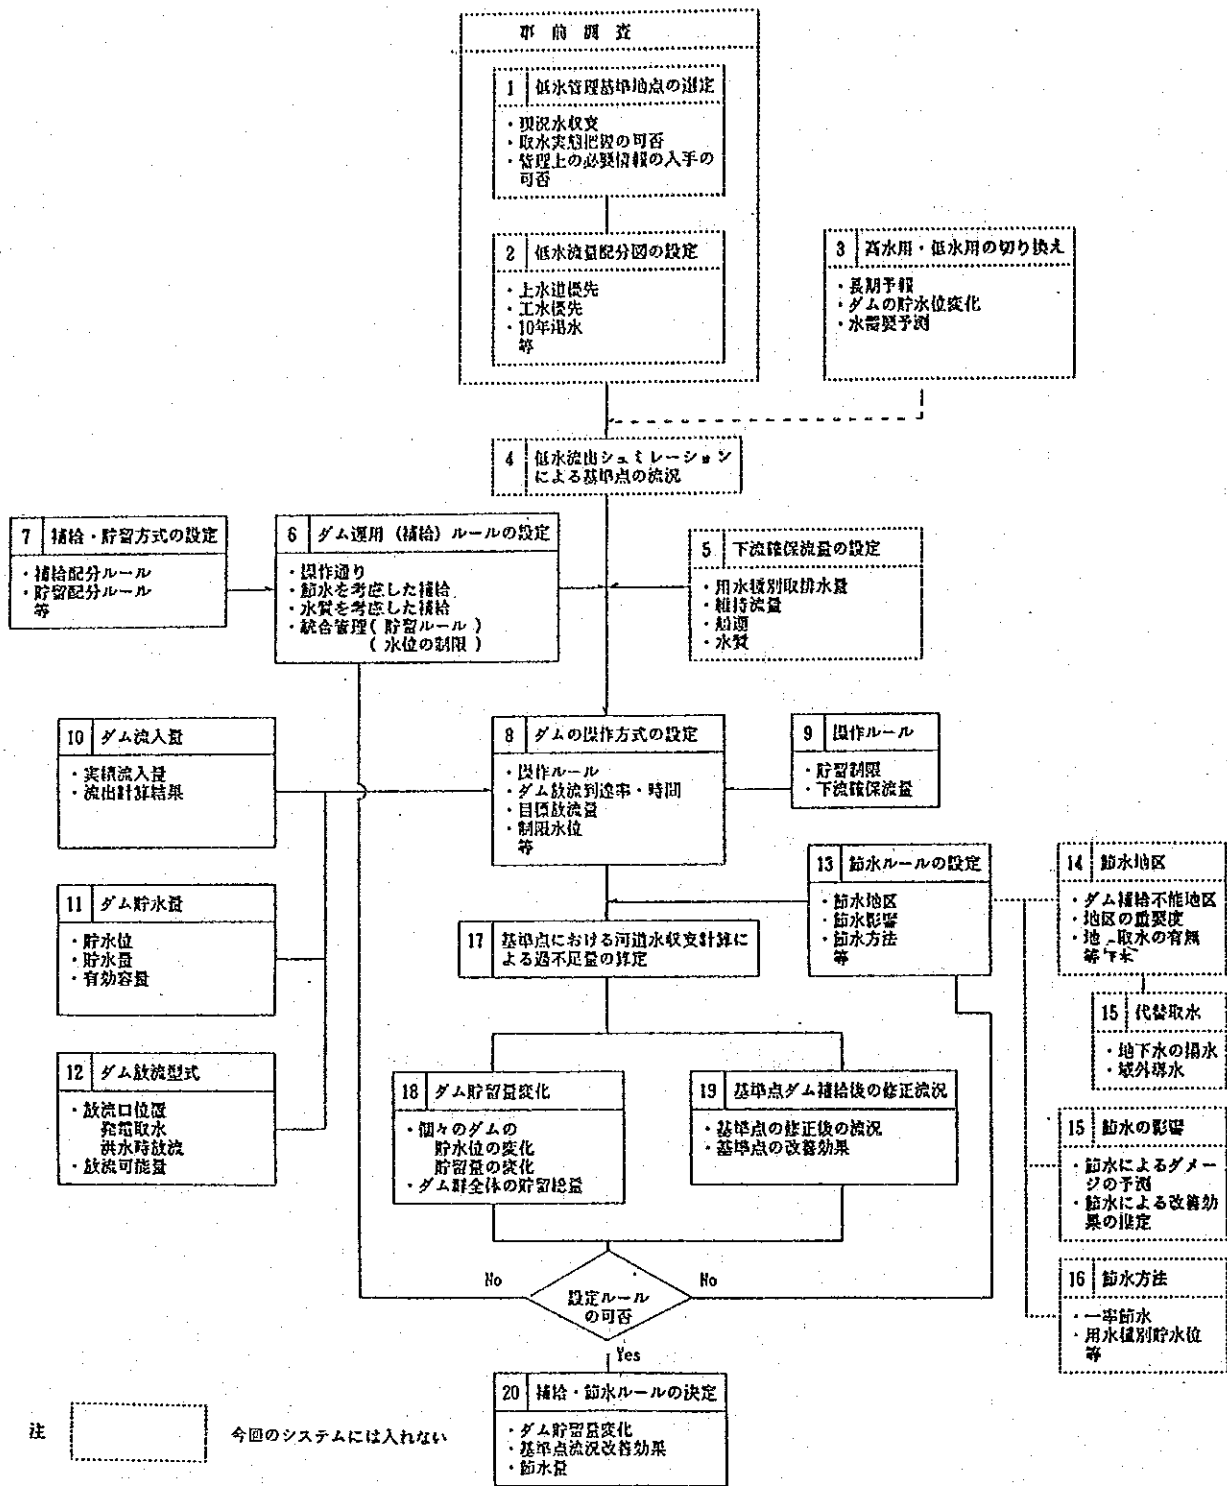 事前調査
1 低水管理基準地点の選定
・現況水収支
・取水実態把握の可否
・管理上の必要情報の入手の
可否
2 低水流量配分図の設定
・上水道優先
・工水優先
・10年渇水
等
3 高水用・低水用の切り換え
・長期予報
・ダムの貯水位変化
・水需要予測
4 低水流出シュミレーション
による基準点の流況
7 補給・貯留方式の設定
・補給配分ルール
・貯留配分ルール
等
6 ダム運用（補給）ルールの設定
・操作通り
・節水を考慮した補給
・水質を考慮した補給
・統合管理(貯留ルール)
(水位の制限)
5 下流確保流量の設定
・用水種別取排水量
・維持流量
・船運
・水質
10 ダム流入量
・実績流入量
・流出計算結果
8 ダムの操作方式の設定
・操作ルール
・ダム放流到達率・時間
・目標放流量
・制限水位
等
9 操作ルール
・貯留制限
・下流確保流量
11 ダム貯水量
・貯水位
・貯水量
・有効容量
13 節水ルールの設定
・節水地区
・節水影響
・節水方法
等
14 節水地区
・ダム補給不能地区
・地区の重要度
・地下水取水の有無
等
17 基準点における河道水収支計算に
よる過不足量の算定
15 代替取水
・地下水の揚水
・域外導水
12 ダム放流型式
・放流口位置
発電取水
洪水時放流
・放流可能量
18 ダム貯留量変化
・個々のダムの
貯水位の変化
貯留量の変化
・ダム群全体の貯留総量
19 基準点ダム補給後の修正流況
・基準点の修正後の流況
・基準点の改善効果
15 節水の影響
・節水によるダメー
ジの予測
・節水による改善効
果の推定
No
設定ルール
の可否
No
Yes
16 節水方法
・一率節水
・用水種別貯水位
等
20 補給・節水ルールの決定
・ダム貯留量変化
・基準点流況改善効果
・節水量
注 今回のシステムには入れない